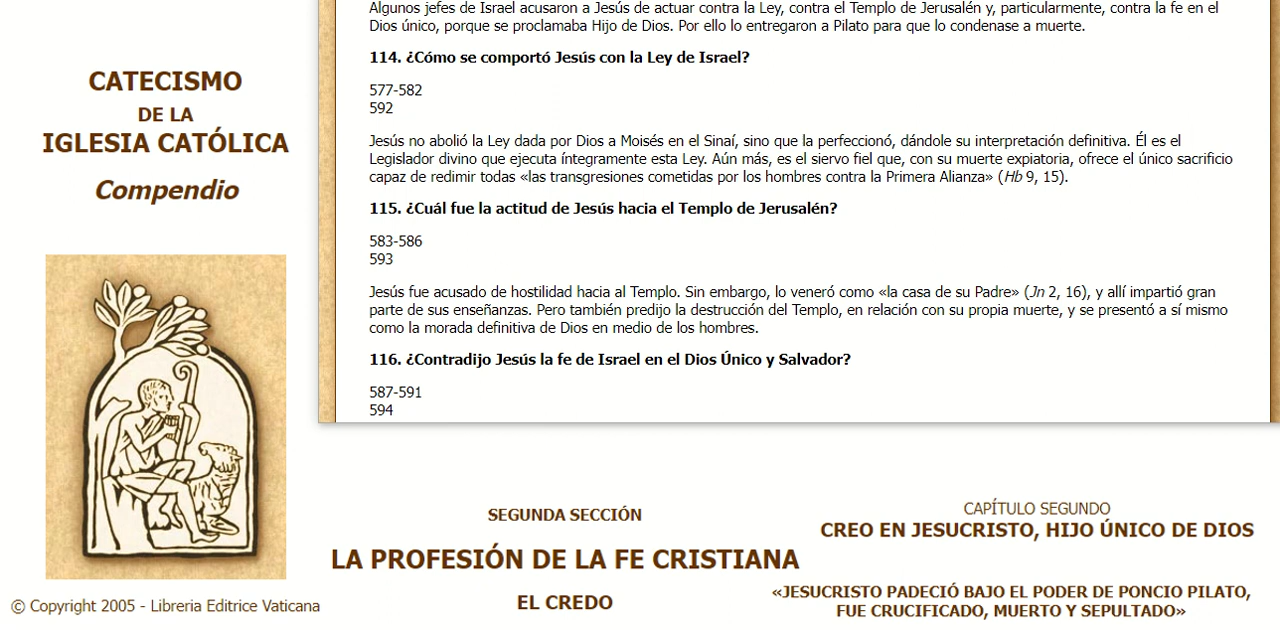 CATECISMO
DE LA
IGLESIA CATÓLICA
Compendio
© Copyright 2005 - Libreria Editrice Vaticana
Algunos jefes de Israel acusaron a Jesús de actuar contra la Ley, contra el Templo de Jerusalén y, particularmente, contra la fe en el
Dios único, porque se proclamaba Hijo de Dios. Por ello lo entregaron a Pilato para que lo condenase a muerte.
114. ¿Cómo se comportó Jesús con la Ley de Israel?
577-582
592
Jesús no abolió la Ley dada por Dios a Moisés en el Sinaí, sino que la perfeccionó, dándole su interpretación definitiva. Él es el
Legislador divino que ejecuta íntegramente esta Ley. Aún más, es el siervo fiel que, con su muerte expiatoria, ofrece el único sacrificio
capaz de redimir todas «las transgresiones cometidas por los hombres contra la Primera Alianza» (Hb 9, 15).
115. ¿Cuál fue la actitud de Jesús hacia el Templo de Jerusalén?
583-586
593
Jesús fue acusado de hostilidad hacia al Templo. Sin embargo, lo veneró como «la casa de su Padre» (Jn 2, 16), y allí impartió gran
parte de sus enseñanzas. Pero también predijo la destrucción del Templo, en relación con su propia muerte, y se presentó a sí mismo
como la morada definitiva de Dios en medio de los hombres.
116. ¿Contradijo Jesús la fe de Israel en el Dios Único y Salvador?
587-591
594
SEGUNDA SECCIÓN
LA PROFESIÓN DE LA FE CRISTIANA
EL CREDO
CAPÍTULO SEGUNDO
CREO EN JESUCRISTO, HIJO ÚNICO DE DIOS
«JESUCRISTO PADECIÓ BAJO EL PODER DE PONCIO PILATO,
FUE CRUCIFICADO, MUERTO Y SEPULTADO»